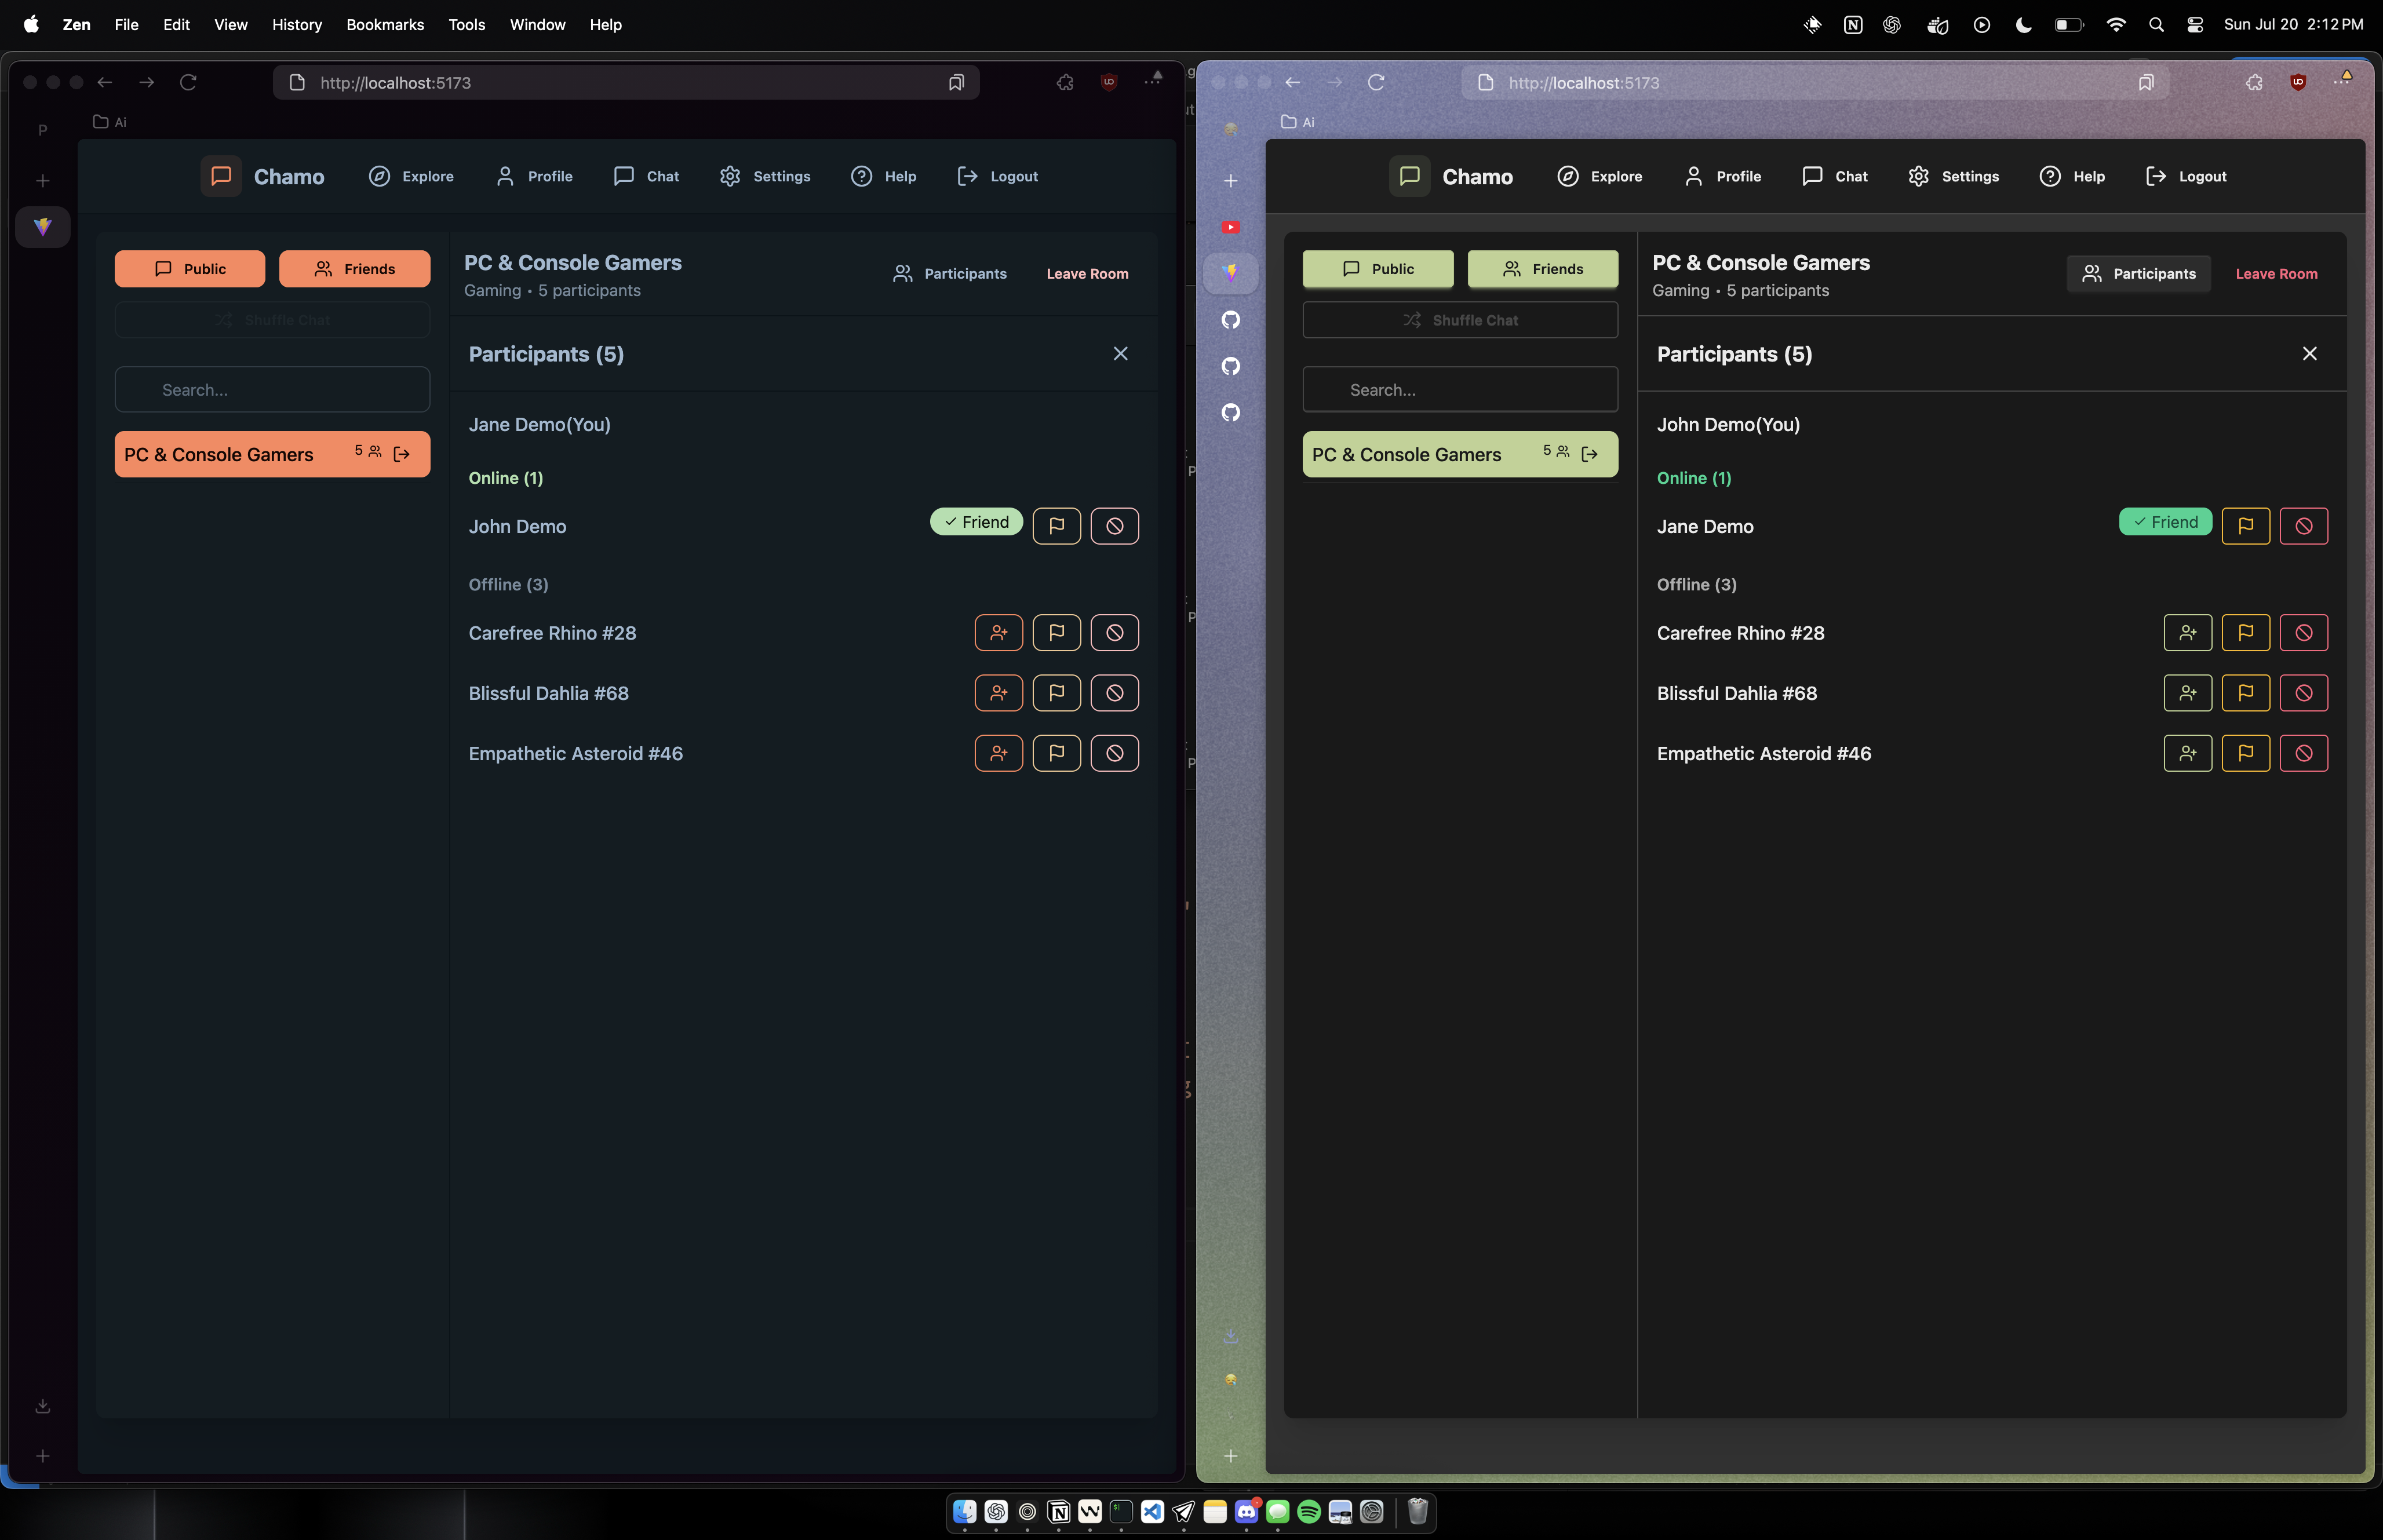 Zen File Edit View History Bookmarks Tools Window Help
Sun Jul 20 2:12 PM
http://localhost:5173
P
Ai
Chamo
Explore
Profile
Chat
Settings
Help
Logout
Public
Friends
Shuffle Chat
Search...
PC & Console Gamers
5
PC & Console Gamers
Gaming • 5 participants
Participants
Leave Room
Participants (5)
Jane Demo(You)
Online (1)
John Demo
Friend
Offline (3)
Carefree Rhino #28
Blissful Dahlia #68
Empathetic Asteroid #46
http://localhost:5173
Ai
Chamo
Explore
Profile
Chat
Settings
Help
Logout
Public
Friends
Shuffle Chat
Search...
PC & Console Gamers
5
PC & Console Gamers
Gaming • 5 participants
Participants
Leave Room
Participants (5)
John Demo(You)
Online (1)
Jane Demo
Friend
Offline (3)
Carefree Rhino #28
Blissful Dahlia #68
Empathetic Asteroid #46